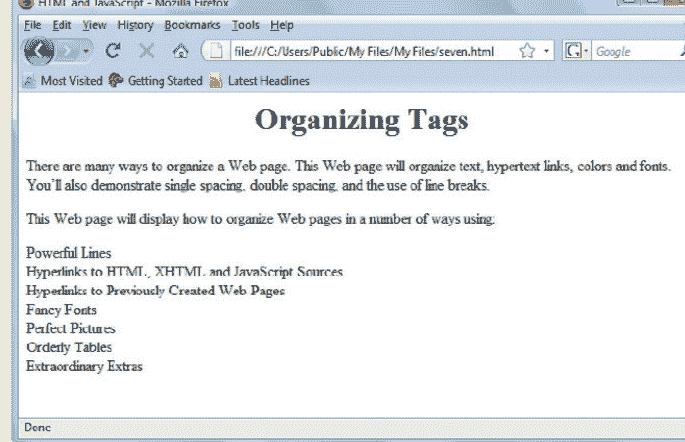 HTML and JavaScript - Mozilla Firefox
File Edit View History Bookmarks Tools Help
file:///C:/Users/Public/My Files/My Files/seven.html
Google
Most Visited Getting Started Latest Headlines
Organizing Tags
There are many ways to organize a Web page. This Web page will organize text, hypertext links, colors and fonts.
You'll also demonstrate single spacing, double spacing, and the use of line breaks.
This Web page will display how to organize Web pages in a number of ways using:
Powerful Lines
Hyperlinks to HTML, XHTML and JavaScript Sources
Hyperlinks to Previously Created Web Pages
Fancy Fonts
Perfect Pictures
Orderly Tables
Extraordinary Extras
Done